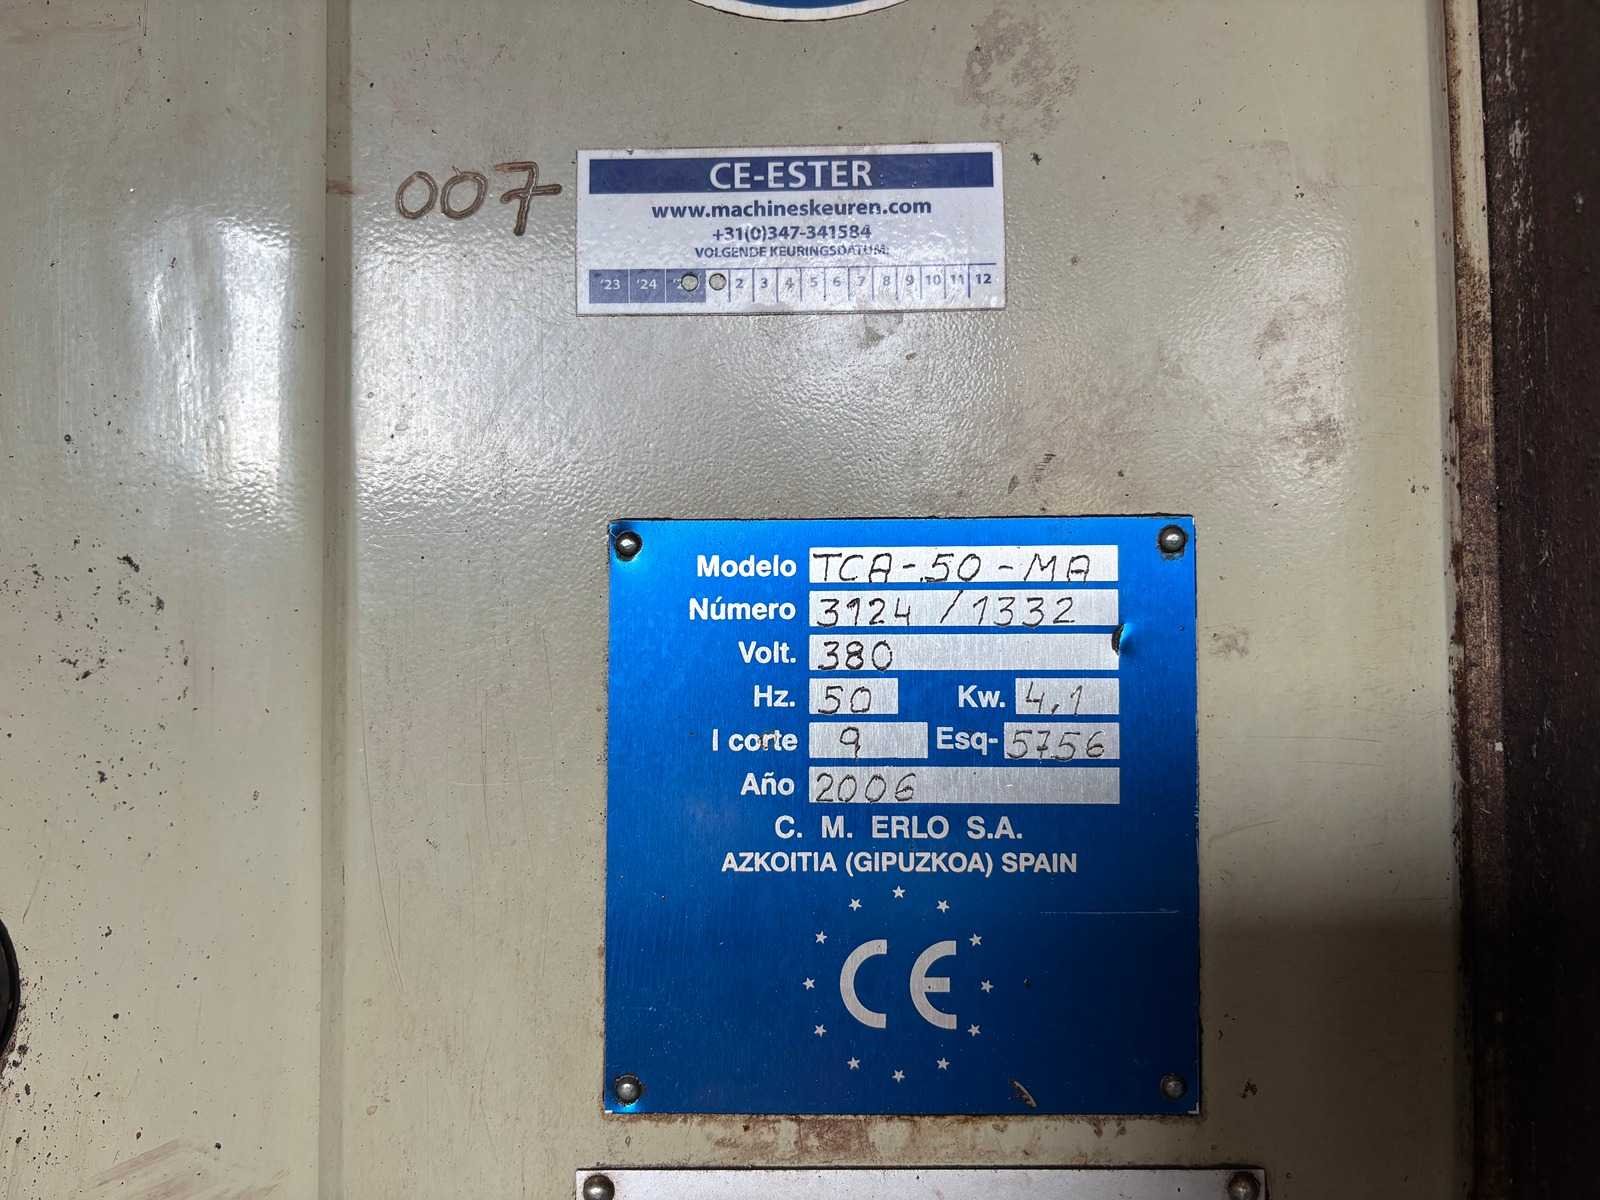 007
CE-ESTER
www.machineskeuren.com
+31(0)347-341584
VOLGENDE KEURINGSDATUM:
'23 '24 2 3 4 5 6 7 8 9 10 11 12
Modelo TCA-50-MA
Número 3124/1332
Volt. 380
Hz. 50 Kw. 4,1
I corte 9 Esq- 5756
Año 2006
C. M. ERLO S.A.
AZKOITIA (GIPUZKOA) SPAIN
CE